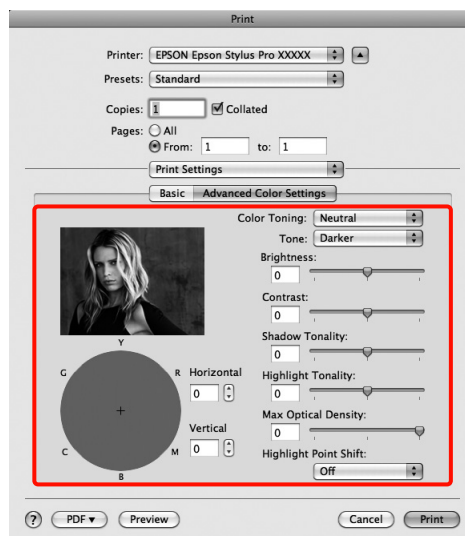 Print
Printer: EPSON Epson Stylus Pro XXXXX
Presets: Standard
Copies: 1 Collated
Pages: All
From: 1 to: 1
Print Settings
Basic Advanced Color Settings
Color Toning: Neutral
Tone: Darker
Brightness:
0
Contrast:
0
Shadow Tonality:
0
Highlight Tonality:
0
Max Optical Density:
0
Highlight Point Shift:
Off
Y
G R
C M
B
Horizontal
0
Vertical
0
? PDF▼ Preview Cancel Print